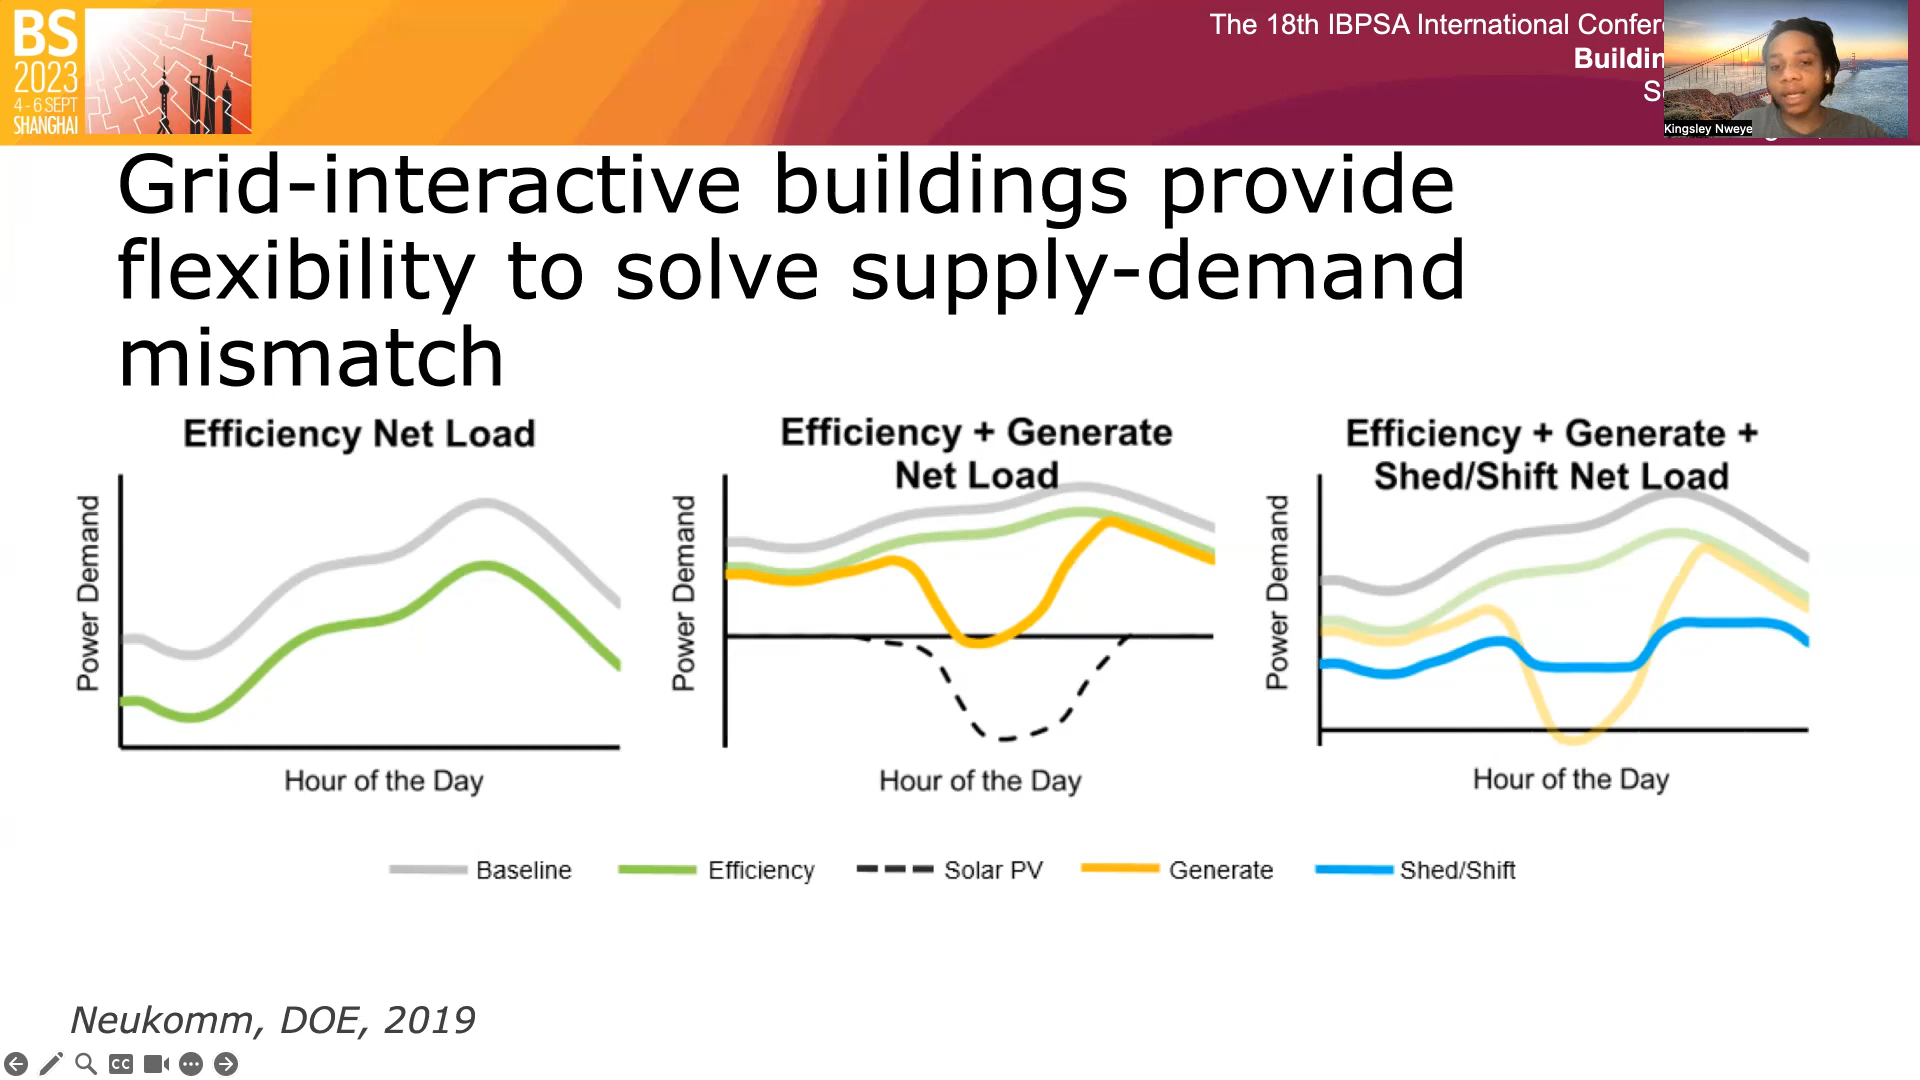 BS
2023
4 - 6 SEPT
SHANGHAI
The 18th IBPSA International
Kingsley Nweye
Grid-interactive buildings provide
flexibility to solve supply-demand
mismatch
Efficiency Net Load
Power Demand
Hour of the Day
Efficiency + Generate
Net Load
Power Demand
Hour of the Day
Efficiency + Generate +
Shed/Shift Net Load
Power Demand
Hour of the Day
Baseline
Efficiency
Solar PV
Generate
Shed/Shift
Neukomm, DOE, 2019
CC